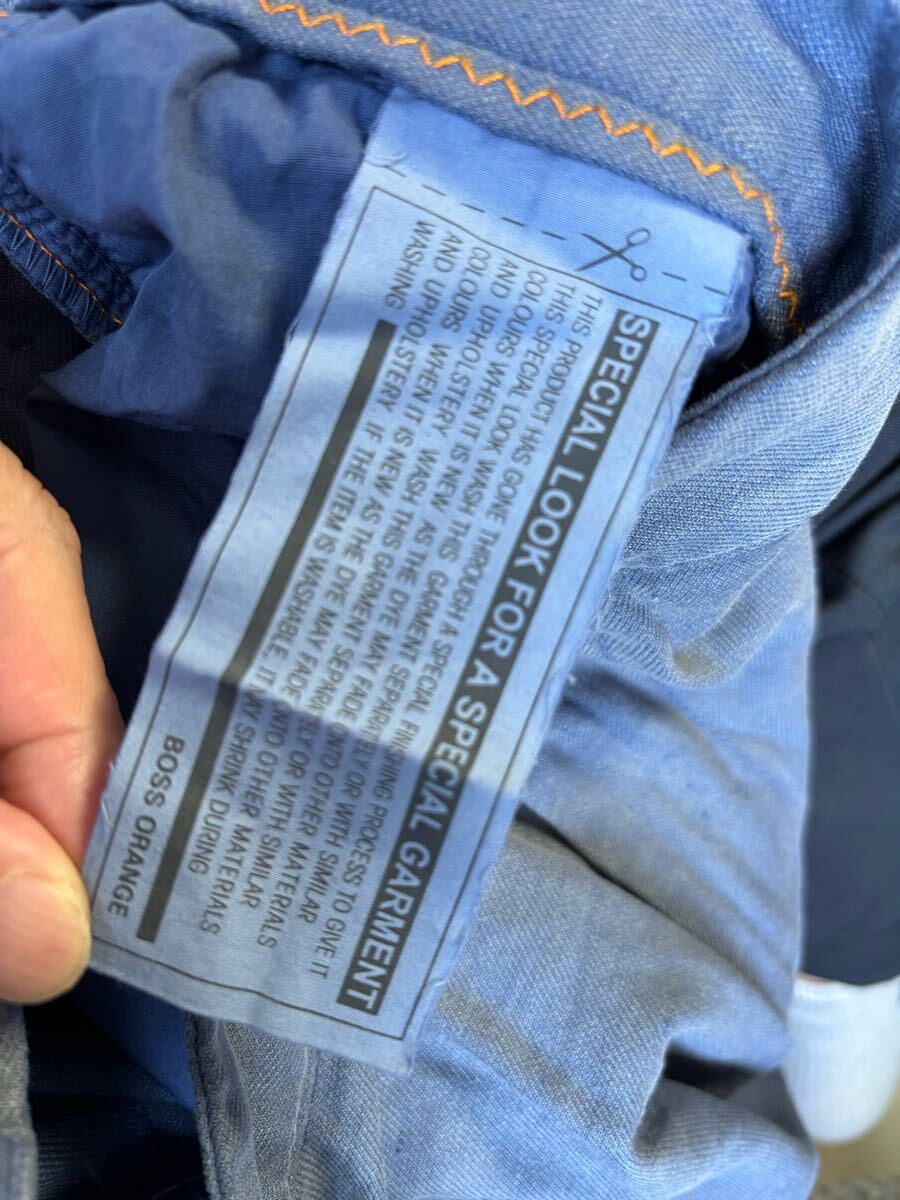 SPECIAL LOOK FOR A SPECIAL GARMENT
THIS PRODUCT HAS GONE THROUGH A SPECIAL FINISHING PROCESS TO GIVE IT
THIS SPECIAL LOOK WASH THIS GARMENT SEPARATELY OR WITH SIMILAR
COLOURS WHEN IT IS NEW AS THE DYE MAY FADE ONTO OTHER MATERIALS
AND UPHOLSTERY WASH THIS GARMENT SEPARATELY OR WITH SIMILAR
COLOURS WHEN IT IS NEW AS THE DYE MAY FADE ONTO OTHER MATERIALS
AND UPHOLSTERY IF THE ITEM IS WASHABLE IT MAY SHRINK DURING
WASHING
BOSS ORANGE